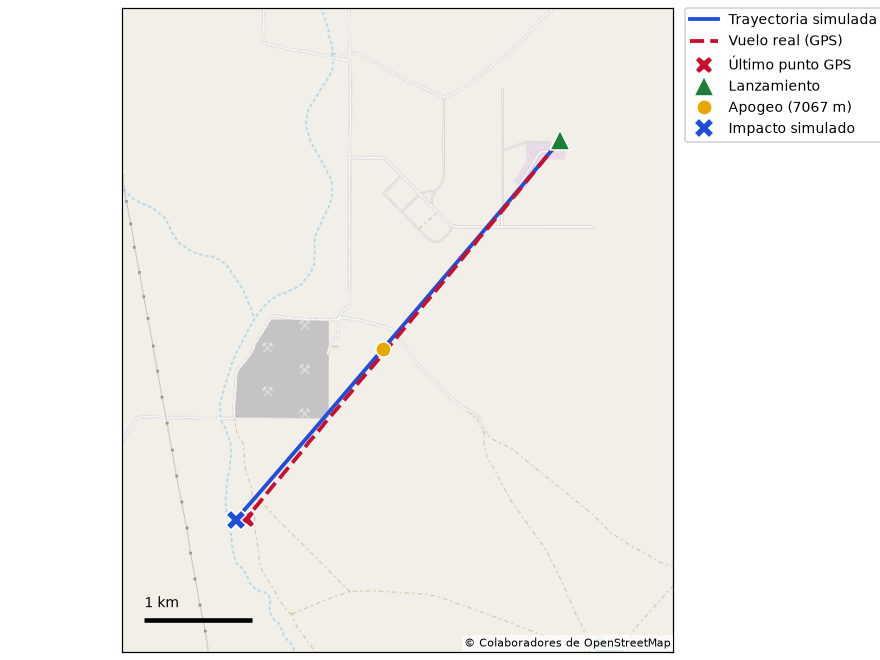 Trayectoria simulada
Vuelo real (GPS)
Último punto GPS
Lanzamiento
Apogeo (7067 m)
Impacto simulado
1 km
© Colaboradores de OpenStreetMap